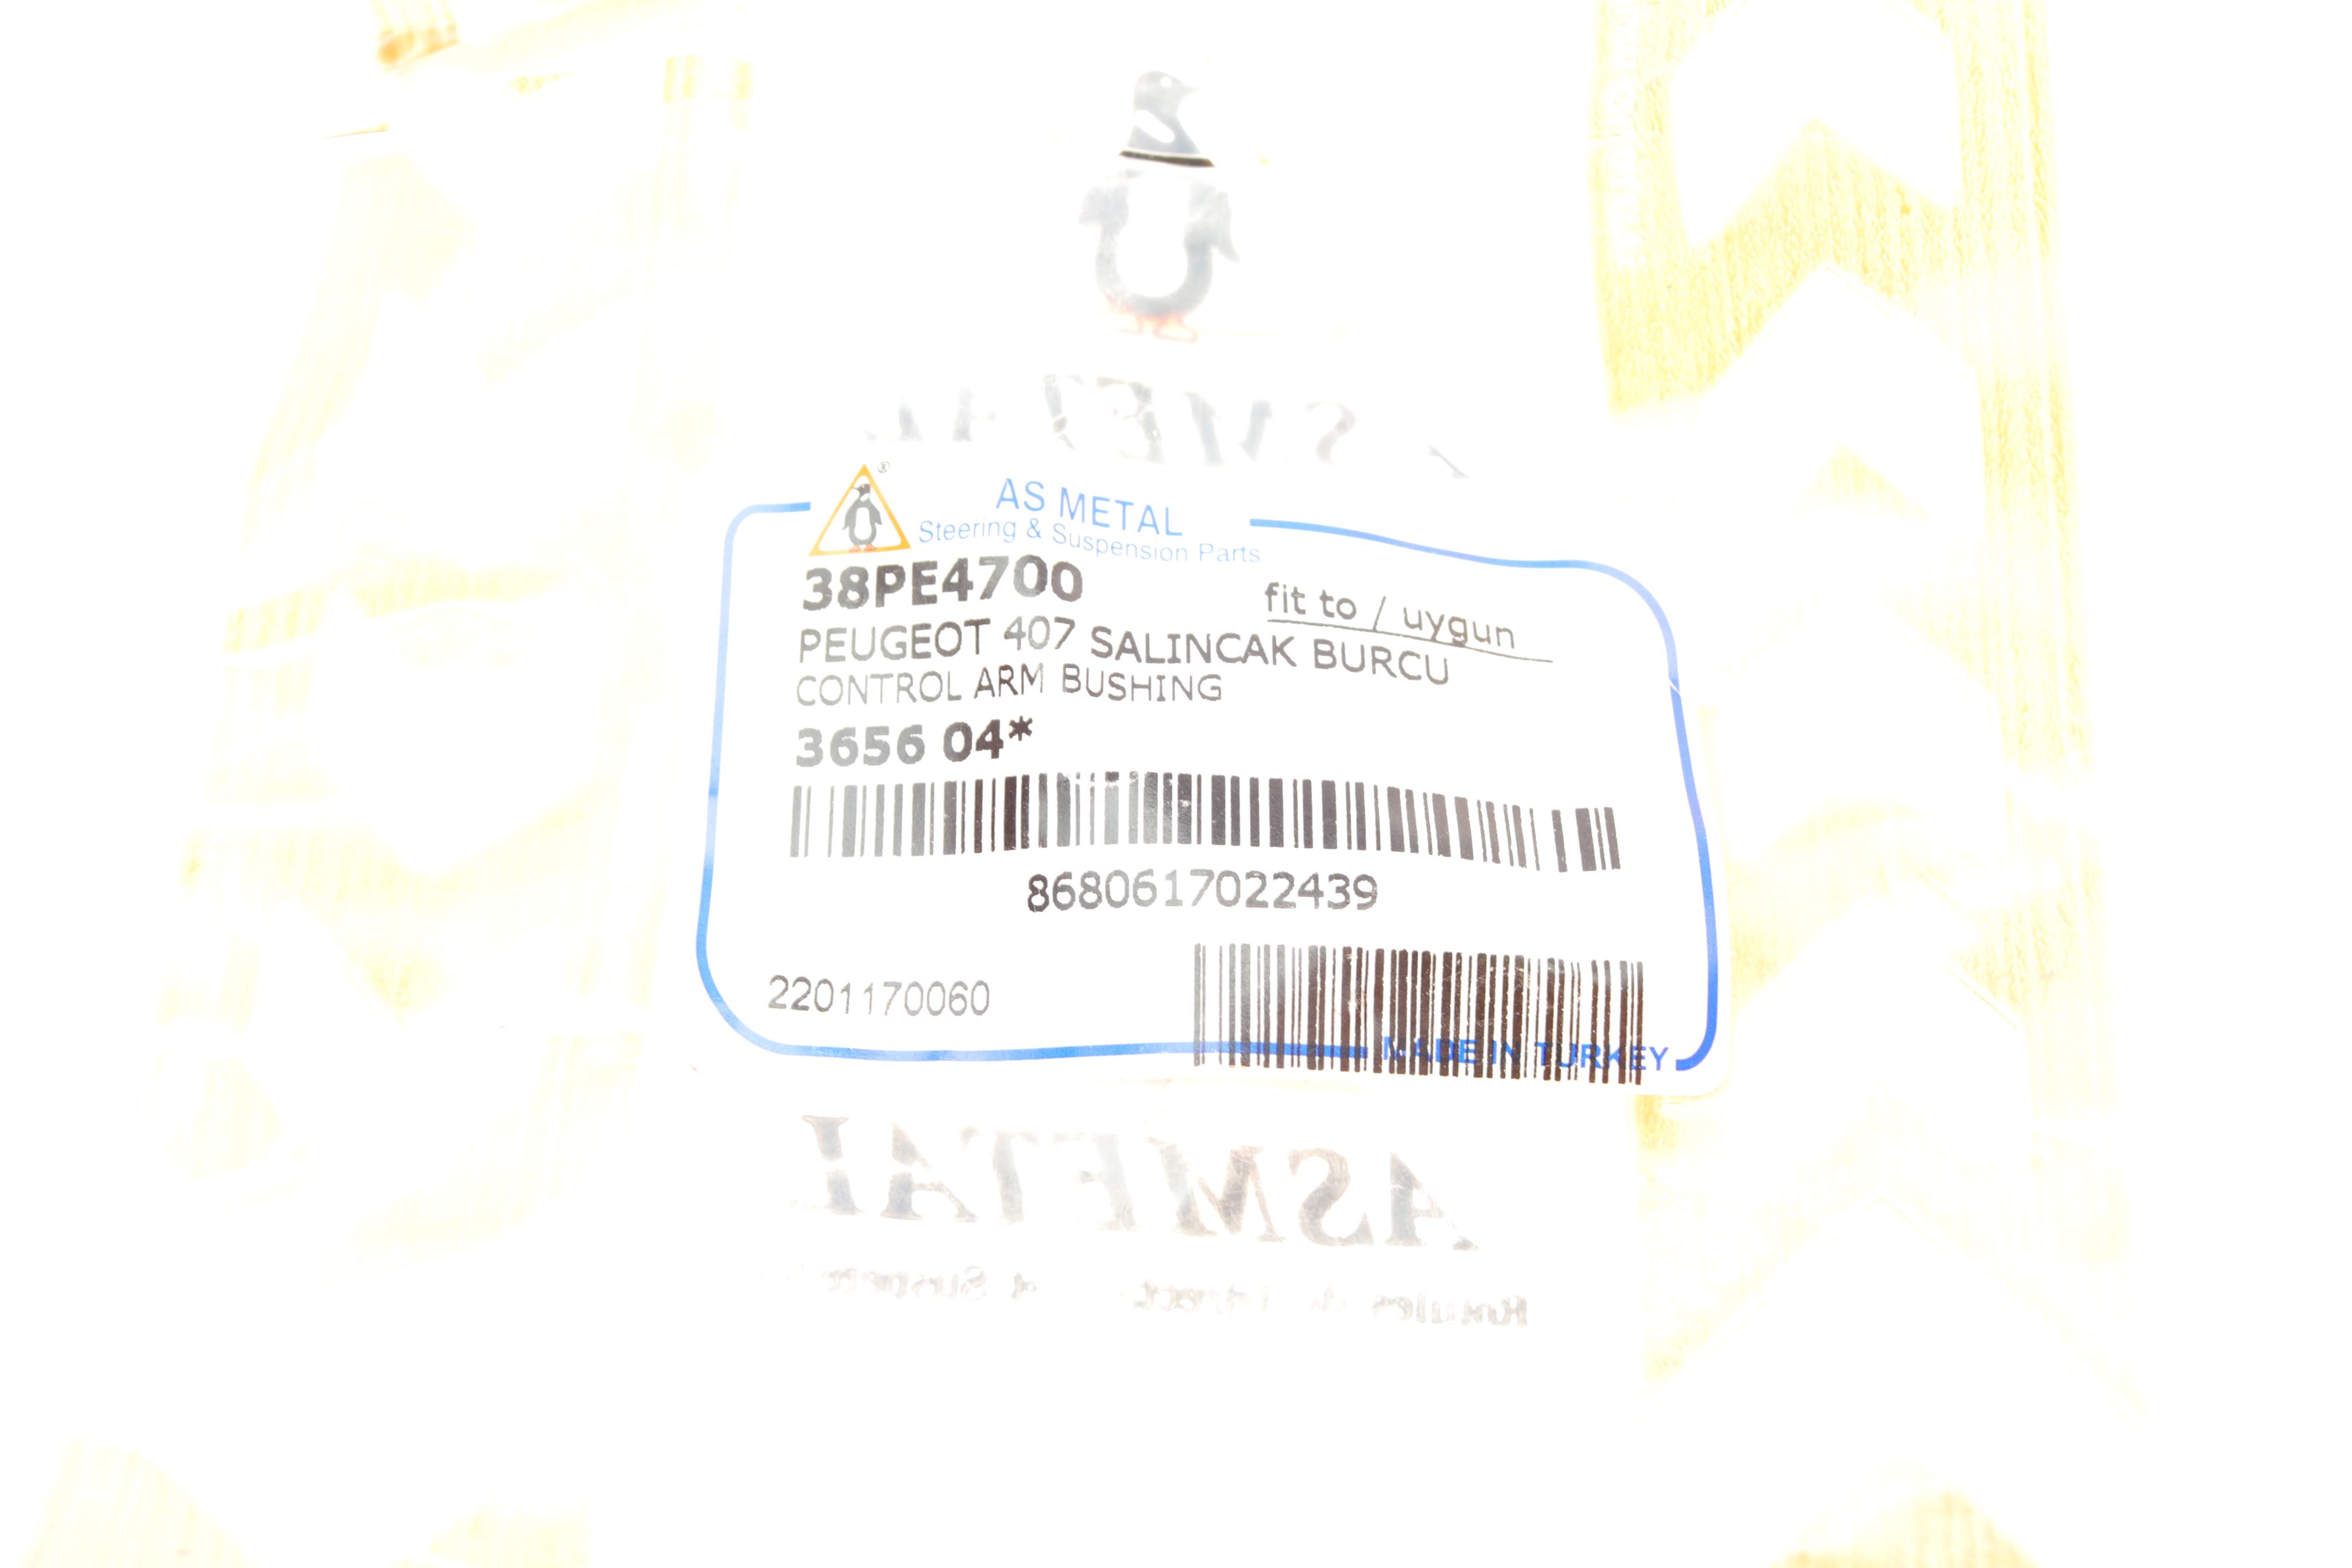 ASMETAL
AS METAL
Steering & Suspension Parts
38PE4700
fit to / uygun
PEUGEOT 407 SALINCAK BURCU
CONTROL ARM BUSHING
3656 04*
8680617022439
2201170060
MADE IN TURKEY
ASMETAL